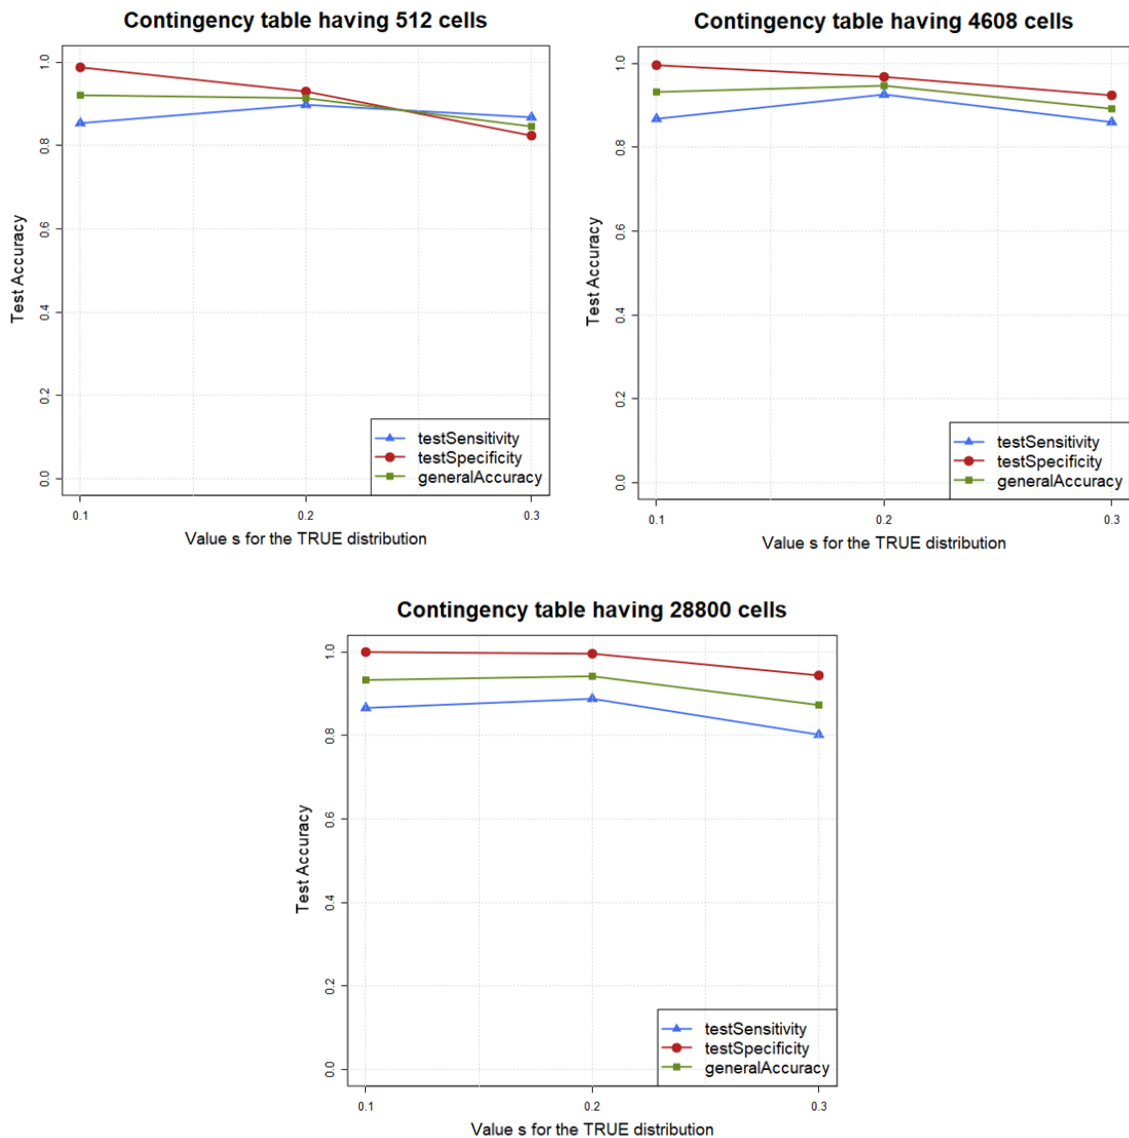 Contingency table having 512 cells
Test Accuracy
1.0
0.8
0.6
0.4
0.2
0.0
testSensitivity
testSpecificity
generalAccuracy
0.1
0.2
0.3
Value s for the TRUE distribution
Contingency table having 4608 cells
Test Accuracy
1.0
0.8
0.6
0.4
0.2
0.0
testSensitivity
testSpecificity
generalAccuracy
0.1
0.2
0.3
Value s for the TRUE distribution
Contingency table having 28800 cells
Test Accuracy
1.0
0.8
0.6
0.4
0.2
0.0
testSensitivity
testSpecificity
generalAccuracy
0.1
0.2
0.3
Value s for the TRUE distribution